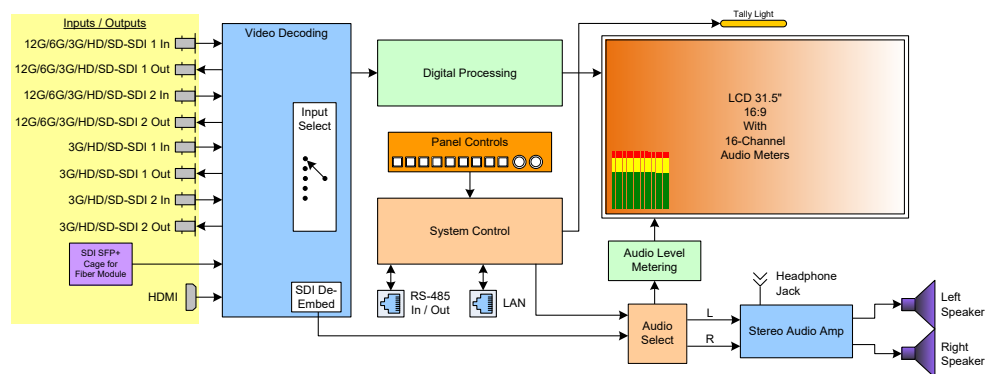 Inputs / Outputs
12G/6G/3G/HD/SD-SDI 1 In
12G/6G/3G/HD/SD-SDI 1 Out
12G/6G/3G/HD/SD-SDI 2 In
12G/6G/3G/HD/SD-SDI 2 Out
3G/HD/SD-SDI 1 In
3G/HD/SD-SDI 1 Out
3G/HD/SD-SDI 2 In
3G/HD/SD-SDI 2 Out
SDI SFP+
Cage for
Fiber Module
HDMI
Video Decoding
Input
Select
SDI De-
Embed
Digital Processing
Panel Controls
System Control
RS-485
In / Out
LAN
Tally Light
LCD 31.5"
16:9
With
16-Channel
Audio Meters
Audio Level
Metering
Audio
Select
L
R
Headphone
Jack
Stereo Audio Amp
Left
Speaker
Right
Speaker